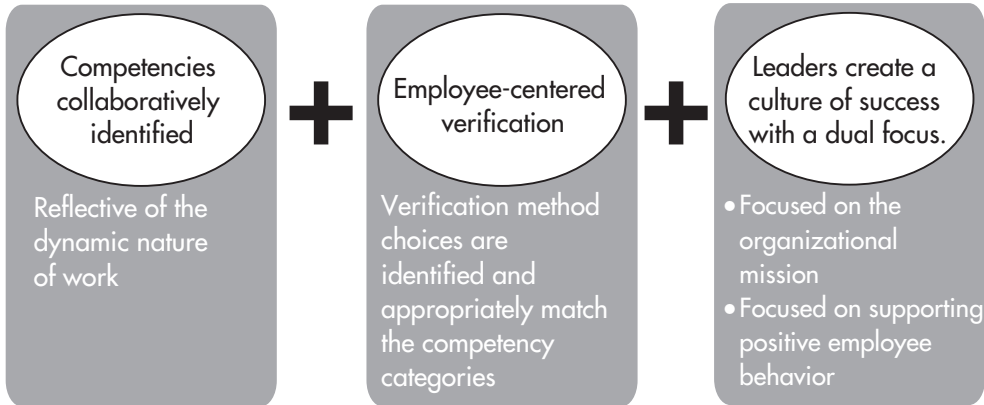 Competencies
collaboratively
identified
Reflective of the
dynamic nature
of work
+
Employee-centered
verification
Verification method
choices are
identified and
appropriately match
the competency
categories
+
Leaders create a
culture of success
with a dual focus.
• Focused on the
organizational
mission
• Focused on supporting
positive employee
behavior